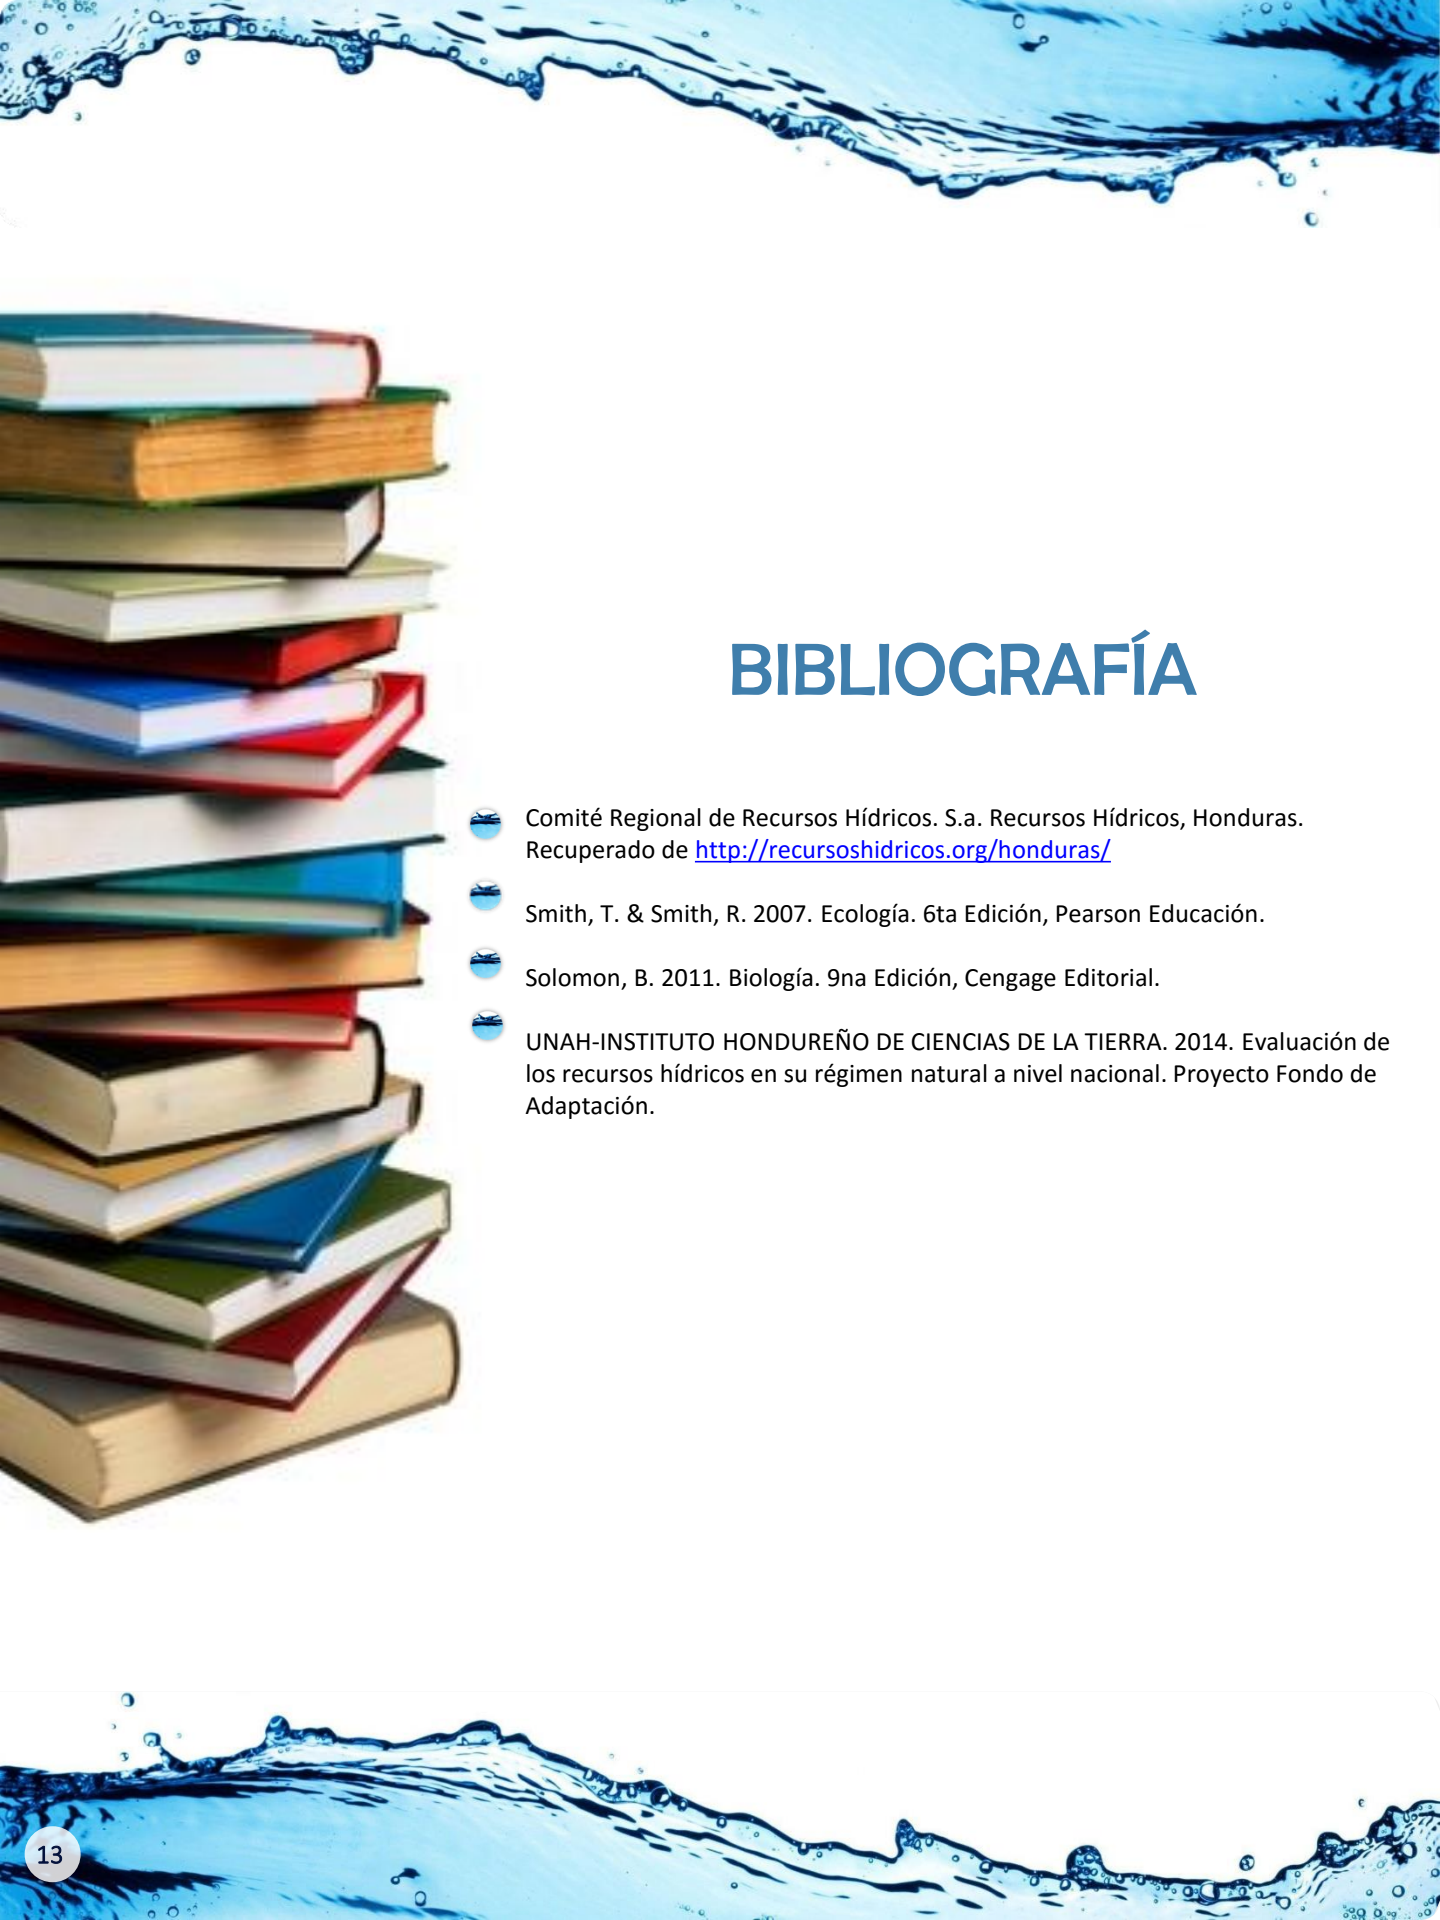 BIBLIOGRAFÍA
Comité Regional de Recursos Hídricos. S.a. Recursos Hídricos, Honduras.
Recuperado de http://recursoshidricos.org/honduras/
Smith, T. & Smith, R. 2007. Ecología. 6ta Edición, Pearson Educación.
Solomon, B. 2011. Biología. 9na Edición, Cengage Editorial.
UNAH-INSTITUTO HONDUREÑO DE CIENCIAS DE LA TIERRA. 2014. Evaluación de
los recursos hídricos en su régimen natural a nivel nacional. Proyecto Fondo de
Adaptación.
13